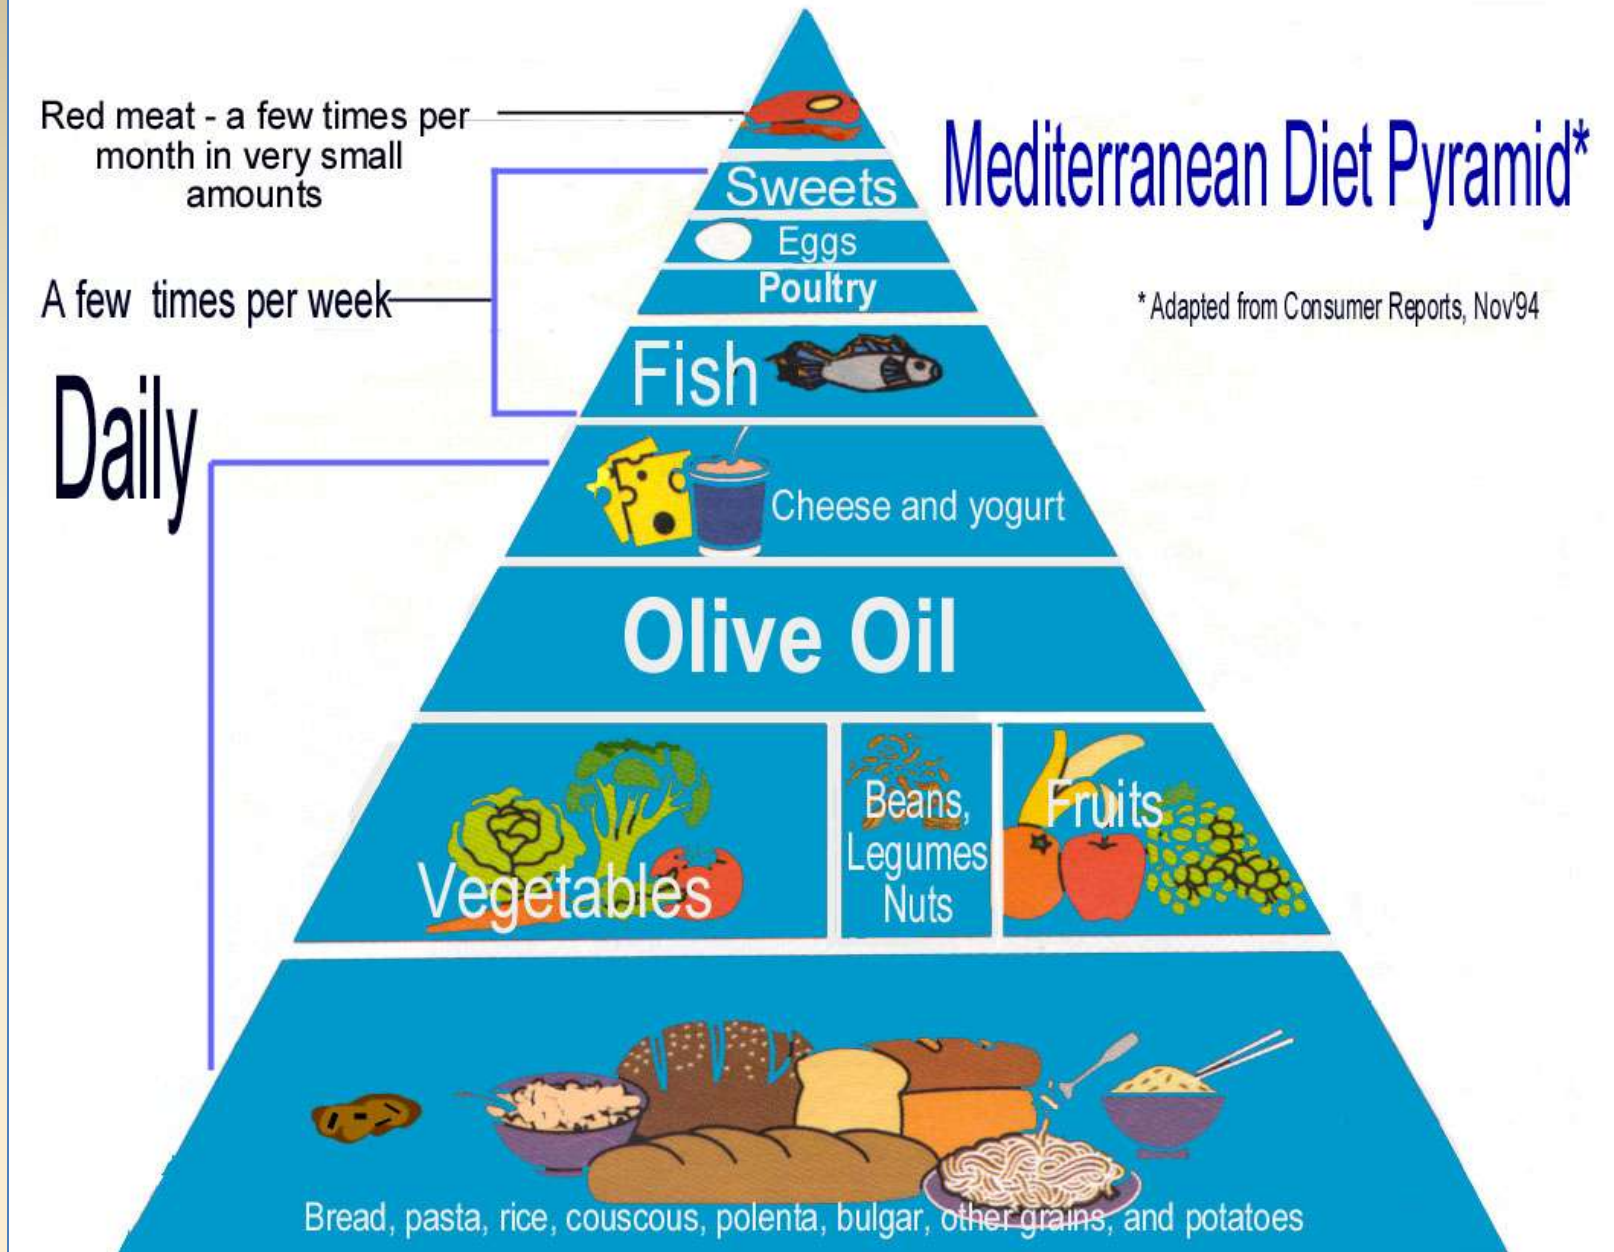 Red meat - a few times per
month in very small
amounts
Mediterranean Diet Pyramid*
Sweets
Eggs
Poultry
A few times per week
* Adapted from Consumer Reports, Nov'94
Fish
Daily
Cheese and yogurt
Olive Oil
Vegetables
Beans,
Legumes
Nuts
Fruits
Bread, pasta, rice, couscous, polenta, bulgar, other grains, and potatoes